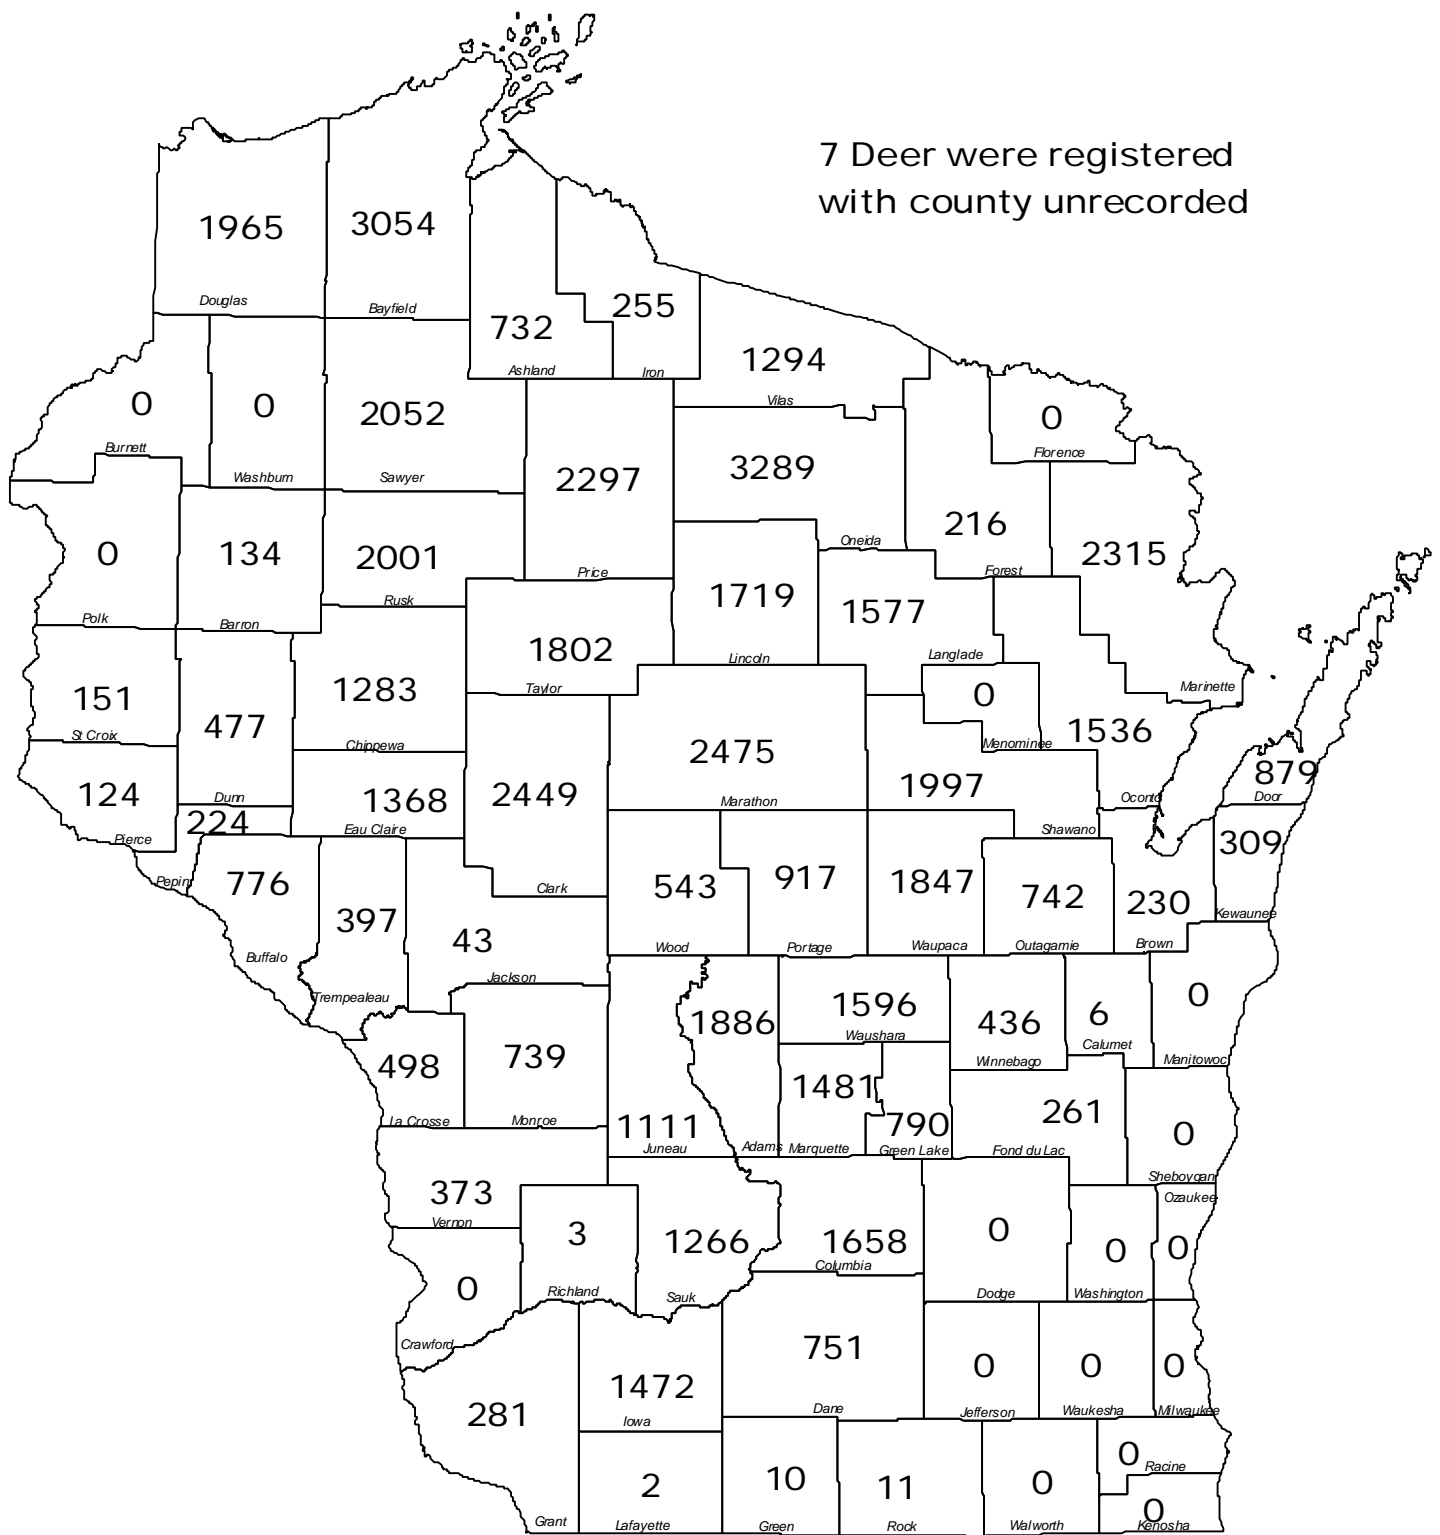 7 Deer were registered
with county unrecorded
1965
Douglas
3054
Bayfield
732
Ashland
255
Iron
1294
Vilas
0
Burnett
0
Washburn
2052
Sawyer
2297
Price
3289
Oneida
216
Forest
0
Florence
2315
Marinette
0
Polk
134
Barron
2001
Rusk
1802
Taylor
1719
Lincoln
1577
Langlade
0
Menominee
1536
Oconto
151
St Croix
477
Dunn
1283
Chippewa
2475
Marathon
1997
Shawano
879
Door
124
Pierce
224
Pepin
1368
Eau Claire
2449
Clark
309
Kewaunee
776
Buffalo
397
Trempealeau
43
Jackson
543
Wood
917
Portage
1847
Waupaca
742
Outagamie
230
Brown
498
La Crosse
739
Monroe
1111
Juneau
1886
Adams
1596
Waushara
436
Winnebago
6
Calumet
0
Manitowoc
1481
Marquette
790
Green Lake
261
Fond du Lac
0
Sheboygan
373
Vernon
3
Richland
1266
Sauk
1658
Columbia
0
Dodge
0
Washington
Ozaukee
0
0
Crawford
281
Grant
1472
Iowa
751
Dane
0
Jefferson
0
Waukesha
0
Milwaukee
2
Lafayette
10
Green
11
Rock
0
Walworth
0
Racine
0
Kenosha